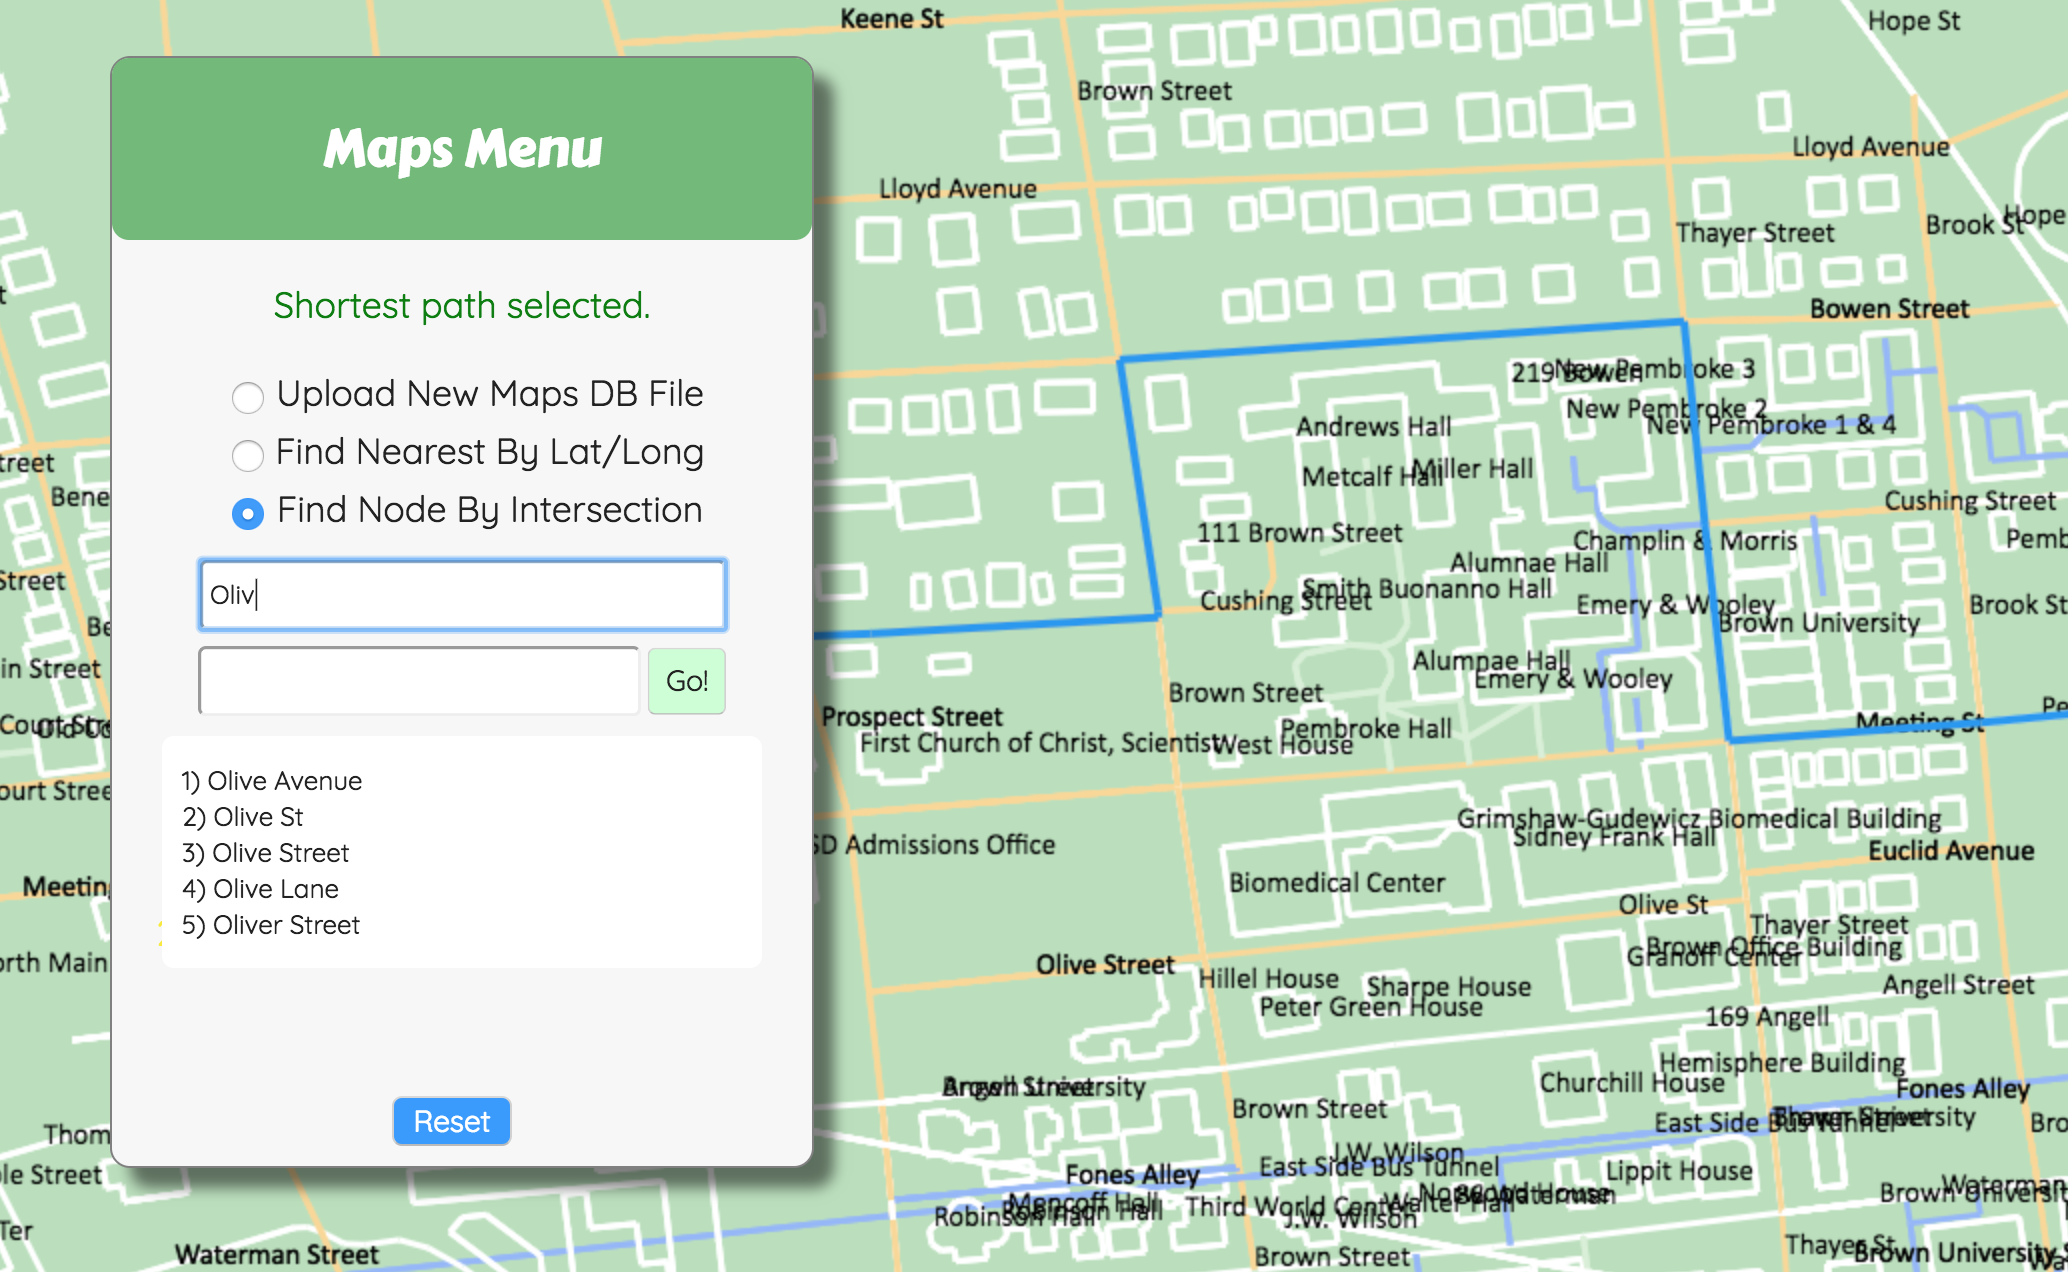 Keene St
Hope St
Brown Street
Maps Menu
Lloyd Avenue
Lloyd Avenue
Hope
Brook St
Thayer Street
Shortest path selected.
Bowen Street
219 Bowen
New Pembroke 3
Upload New Maps DB File
New Pembroke 2
New Pembroke 1 & 4
Andrews Hall
Find Nearest By Lat/Long
treet
Miller Hall
Metcalf Hall
Bene
Cushing Street
Find Node By Intersection
111 Brown Street
Champlin & Morris
Pemb
Alumnae Hall
Street
Smith Buonanno Hall
Oliv
Cushing Street
Emery & Wooley
Brook St
Be
Brown University
in Street
Alumnae Hall
Emery & Wooley
Go!
Brown Street
Pe
Prospect Street
Court Stre
Meeting St
Pembroke Hall
First Church of Christ, Scientist
West House
1) Olive Avenue
ourt Stree
2) Olive St
Grimshaw-Gudewicz Biomedical Building
Sidney Frank Hall
SD Admissions Office
3) Olive Street
Euclid Avenue
Meeting
4) Olive Lane
Biomedical Center
Olive St
5) Oliver Street
Thayer Street
Brown Office Building
Granoff Center
orth Main
Olive Street
Hillel House
Sharpe House
Angell Street
Peter Green House
169 Angell
Hemisphere Building
Churchill House
Angell Street
Brown University
Fones Alley
Brown Street
East Side Bus Tunnel
Thayer Street
Brown University
Bro
Thom
Reset
J.W. Wilson
East Side Bus Tunnel
Lippit House
le Street
Fones Alley
Norwood House
Waterman
Mencoff Hall
Robinson Hall
Robinson Hall
Third World Center
Walter Hall
Brown Universit
J.W. Wilson
Ter
Waterman Street
Brown Street
Thayer St
Brown University